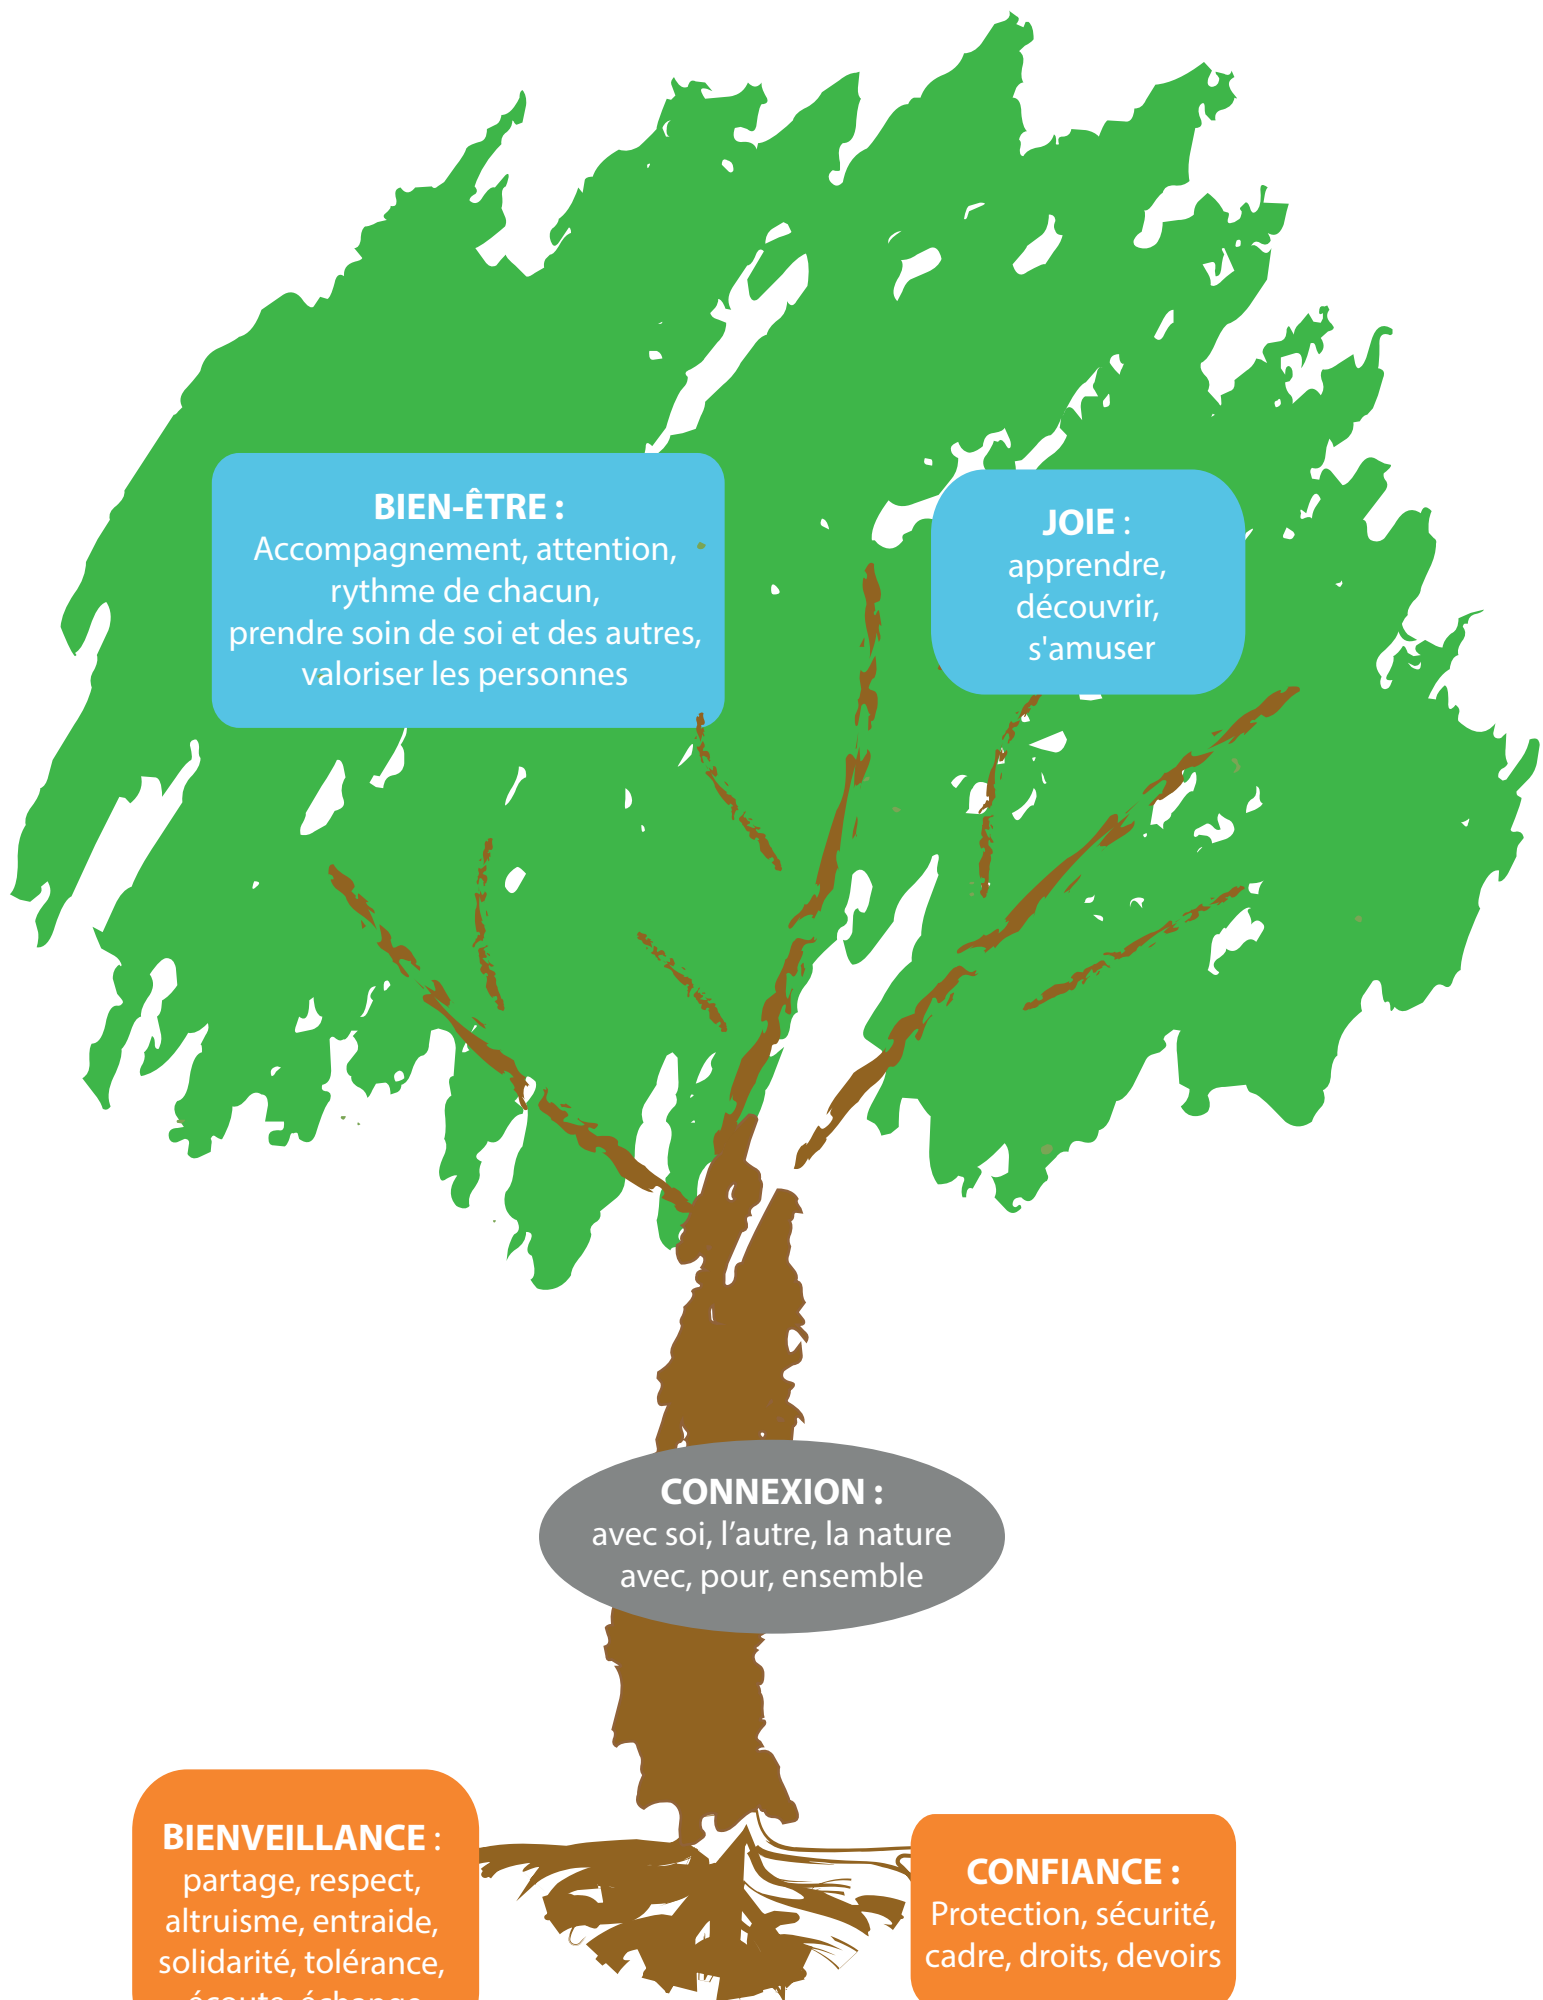 BIEN-ÊTRE :
Accompagnement, attention,
rythme de chacun,
prendre soin de soi et des autres,
valoriser les personnes
JOIE :
apprendre,
découvrir,
s'amuser
CONNEXION :
avec soi, l’autre, la nature
avec, pour, ensemble
BIENVEILLANCE :
partage, respect,
altruisme, entraide,
solidarité, tolérance,
écoute, échange
CONFIANCE :
Protection, sécurité,
cadre, droits, devoirs